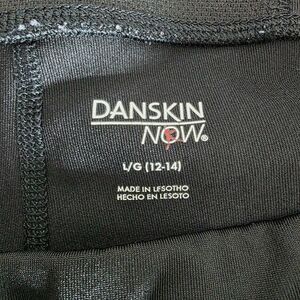 DANSKIN
NOW®
L/G (12-14)
MADE IN LESOTHO
HECHO EN LESOTO